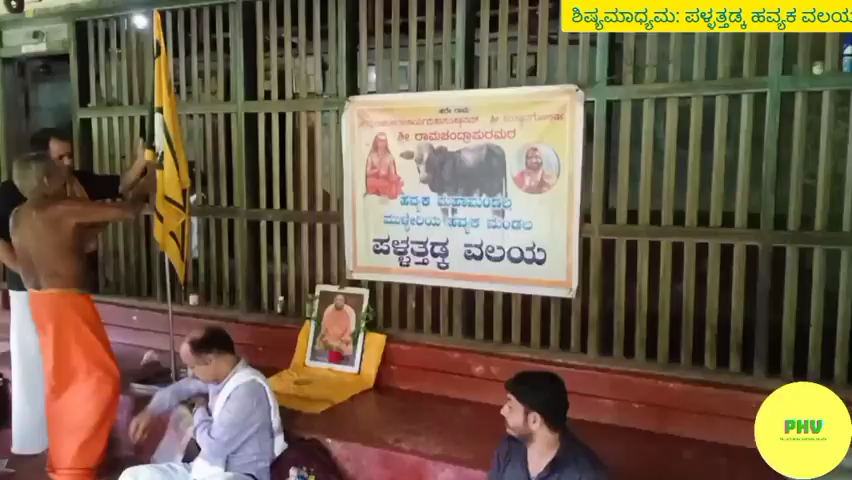 ಶಿಷ್ಯಮಾಧ್ಯಮ: ಪಳ್ಳತ್ತಡ್ಕ ಹವ್ಯಕ ವಲಯ
ಹರೇ ರಾಮ
ಶ್ರೀ ರಾಮಚಂದ್ರಾಪುರಮಠ
ಹವ್ಯಕ ಮಹಾಮಂಡಲ
ಮುಳ್ಳೇರಿಯ ಹವ್ಯಕ ಮಂಡಲ
ಪಳ್ಳತ್ತಡ್ಕ ವಲಯ
PHV